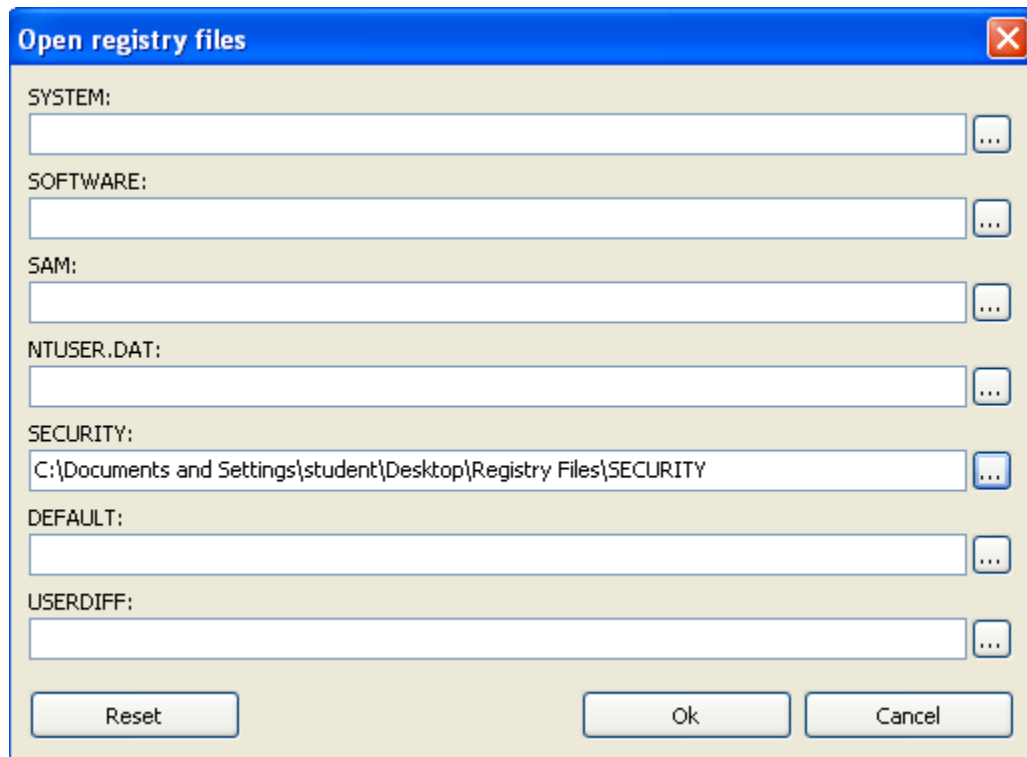 Open registry files
SYSTEM:
...
SOFTWARE:
...
SAM:
...
NTUSER.DAT:
...
SECURITY:
C:\Documents and Settings\student\Desktop\Registry Files\SECURITY ...
DEFAULT:
...
USERDIFF:
...
Reset Ok Cancel